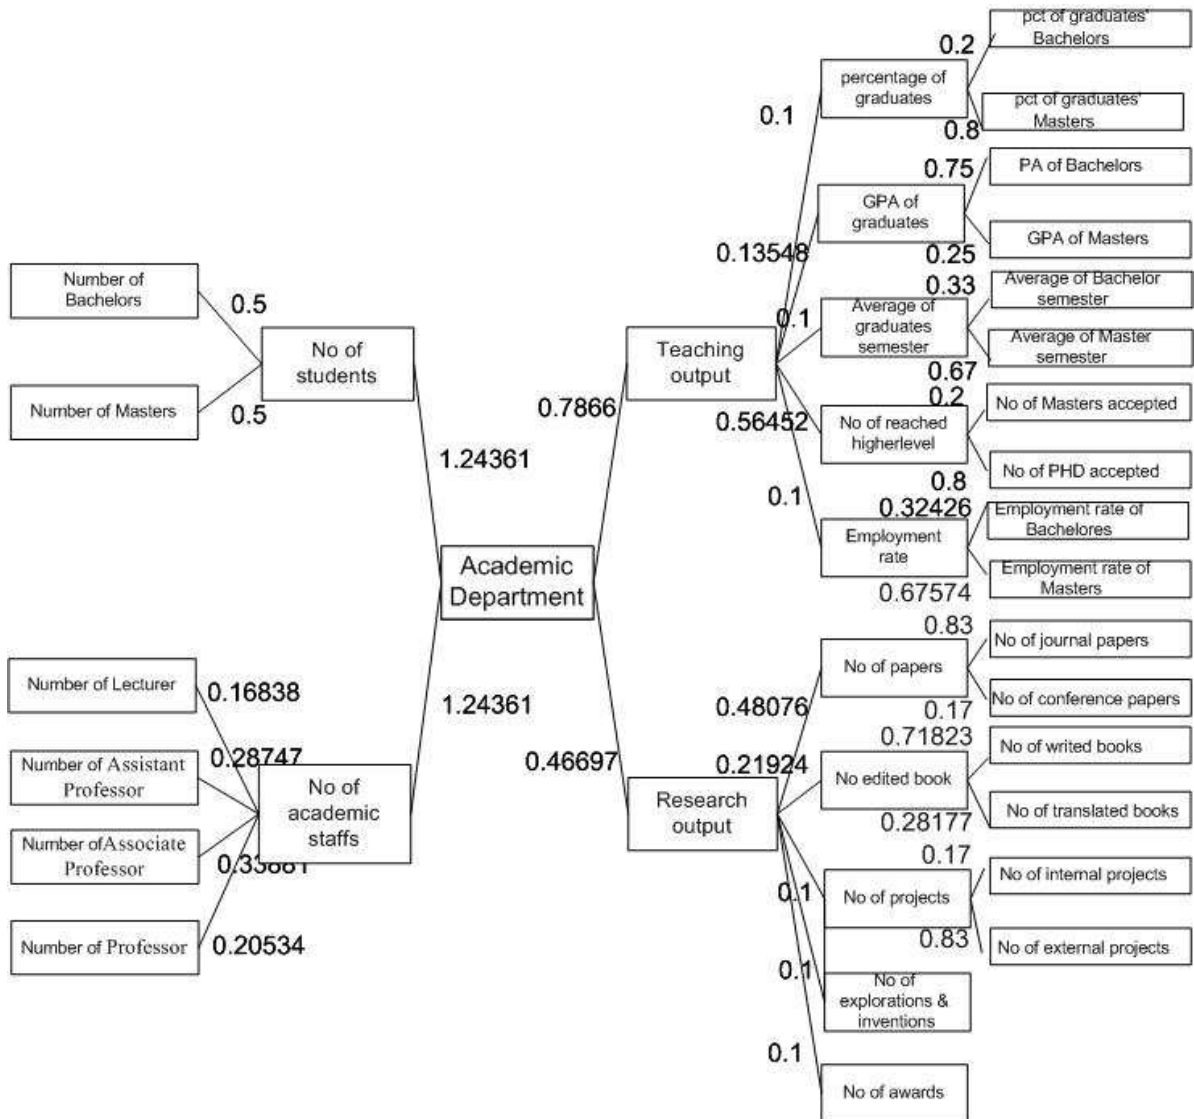 Number of
Bachelors
0.5
Number of Masters
0.5
No of
students
1.24361
Number of Lecturer
0.16838
Number of Assistant
Professor
0.28747
Number of Associate
Professor
Number of Professor
0.20534
No of
academic
staffs
1.24361
Academic
Department
0.7866
Teaching
output
0.46697
Research
output
0.1
percentage of
graduates
0.2
pct of graduates'
Bachelors
0.8
pct of graduates'
Masters
0.13548
GPA of
graduates
0.75
PA of Bachelors
0.25
GPA of Masters
0.1
Average of
graduates
semester
0.33
Average of Bachelor
semester
0.67
Average of Master
semester
0.56452
No of reached
higherlevel
0.2
No of Masters accepted
0.8
No of PHD accepted
0.1
Employment
rate
0.32426
Employment rate of
Bachelores
0.67574
Employment rate of
Masters
0.48076
No of papers
0.83
No of journal papers
0.17
No of conference papers
0.21924
No edited book
0.71823
No of writed books
0.28177
No of translated books
0.1
No of projects
0.17
No of internal projects
0.83
No of external projects
0.1
No of
explorations &
inventions
0.1
No of awards